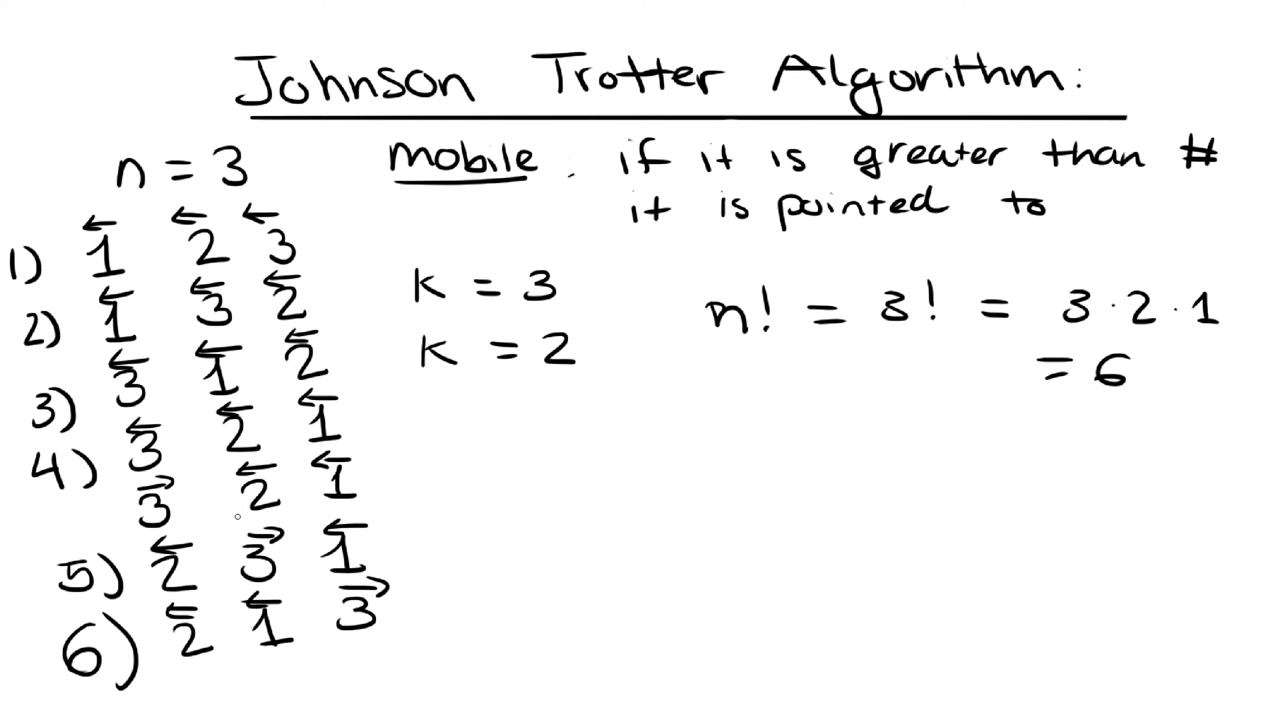 Johnson Trotter Algorithm:
n = 3
mobile : if it is greater than #
it is pointed to
1) ←1 ←2 ←3
2) ←1 ←3 ←2
3) ←3 ←1 ←2
4) ←3 ←2 ←1
→3 ←2 ←1
5) ←2 →3 ←1
6) ←2 ←1 →3
k = 3
k = 2
n! = 3! = 3 · 2 · 1
= 6